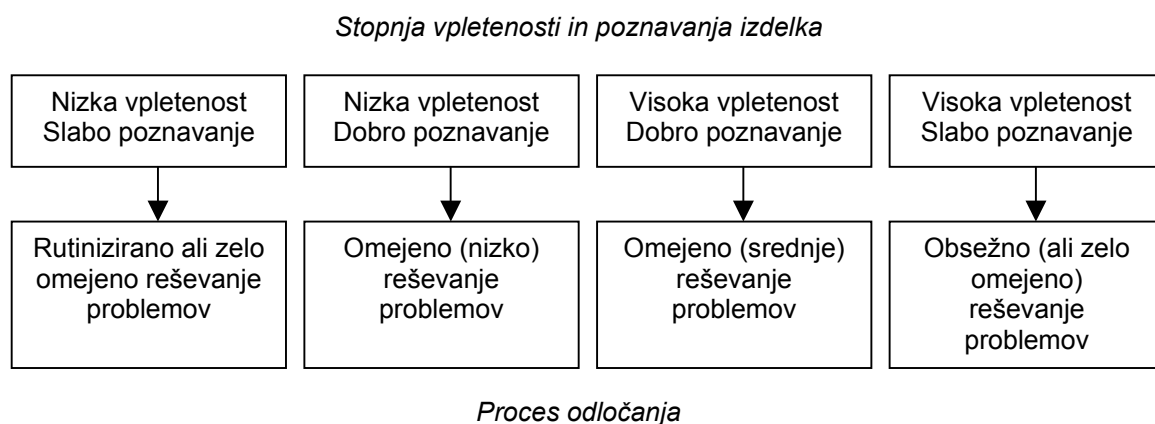 Stopnja vpletenosti in poznavanja izdelka
Nizka vpletenost
Slabo poznavanje
Nizka vpletenost
Dobro poznavanje
Visoka vpletenost
Dobro poznavanje
Visoka vpletenost
Slabo poznavanje
Rutinizirano ali zelo
omejeno reševanje
problemov
Omejeno (nizko)
reševanje
problemov
Omejeno (srednje)
reševanje
problemov
Obsežno (ali zelo
omejeno)
reševanje
problemov
Proces odločanja